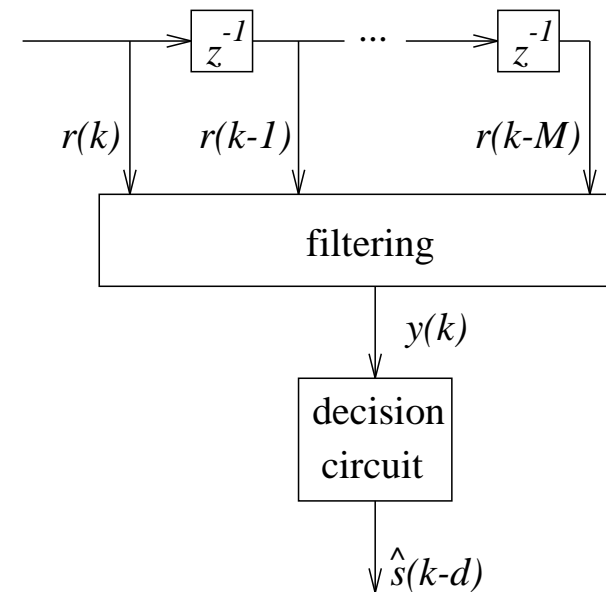 z^{-1} ... z^{-1}
r(k) r(k-1) r(k-M)
filtering
y(k)
decision
circuit
ŝ(k-d)